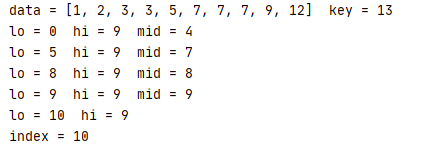 data = [1, 2, 3, 3, 5, 7, 7, 7, 9, 12]  key = 13
lo = 0  hi = 9  mid = 4
lo = 5  hi = 9  mid = 7
lo = 8  hi = 9  mid = 8
lo = 9  hi = 9  mid = 9
lo = 10  hi = 9
index = 10